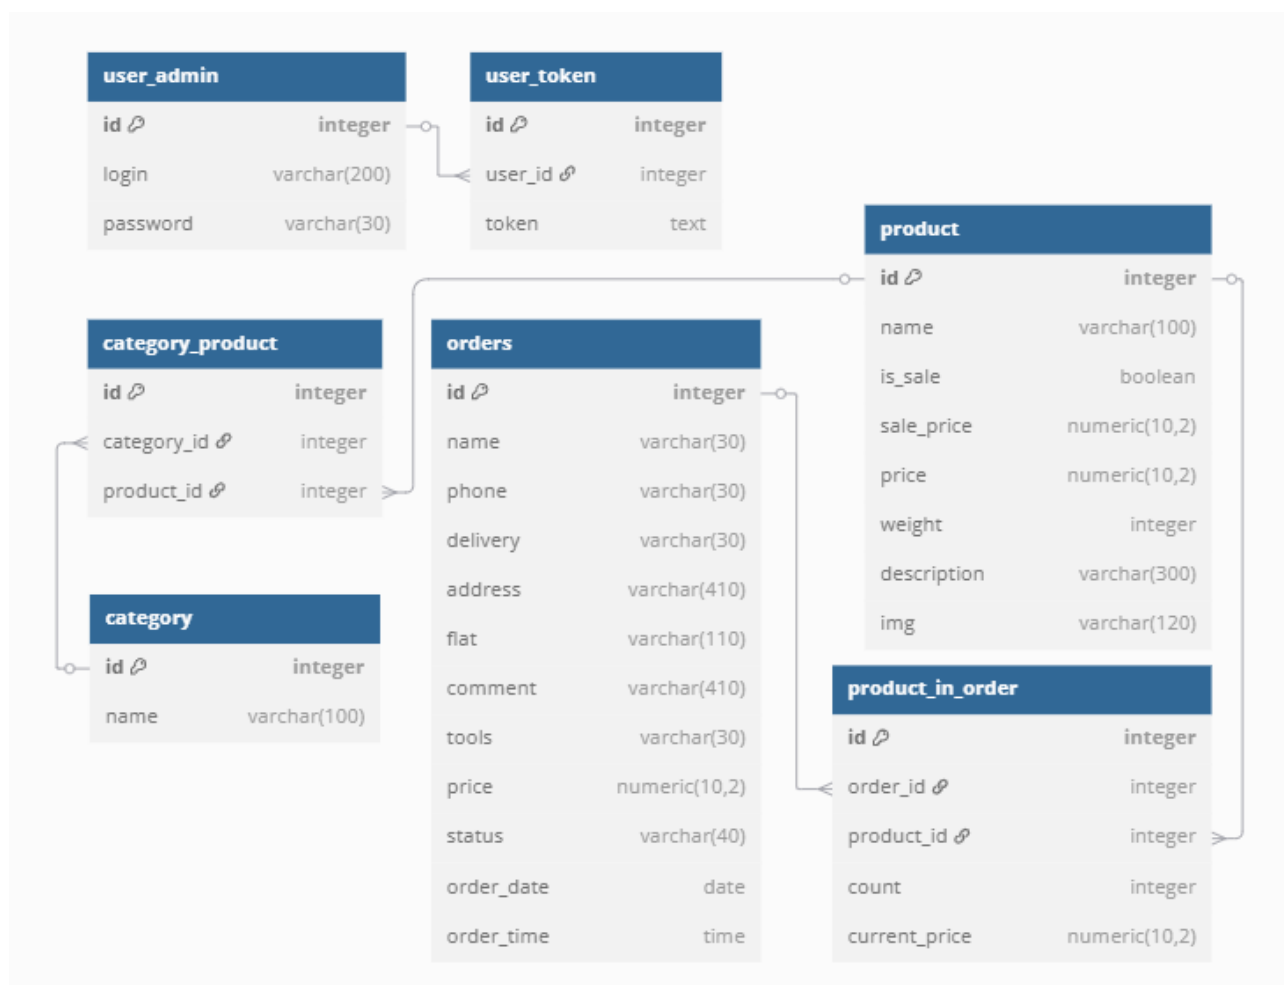 user_admin
id integer
login varchar(200)
password varchar(30)
user_token
id integer
user_id integer
token text
product
id integer
name varchar(100)
is_sale boolean
sale_price numeric(10,2)
price numeric(10,2)
weight integer
description varchar(300)
img varchar(120)
category_product
id integer
category_id integer
product_id integer
orders
id integer
name varchar(30)
phone varchar(30)
delivery varchar(30)
address varchar(410)
flat varchar(110)
comment varchar(410)
tools varchar(30)
price numeric(10,2)
status varchar(40)
order_date date
order_time time
category
id integer
name varchar(100)
product_in_order
id integer
order_id integer
product_id integer
count integer
current_price numeric(10,2)